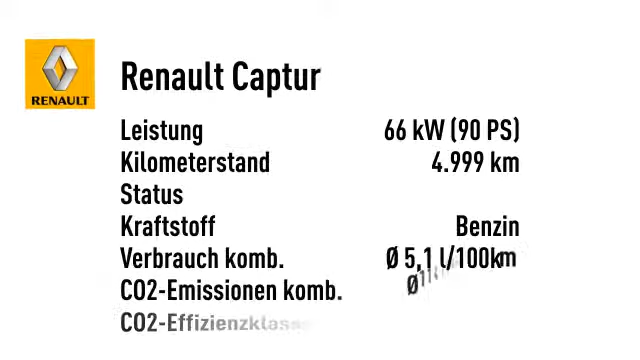 RENAULT
Renault Captur
Leistung 66 kW (90 PS)
Kilometerstand 4.999 km
Status
Kraftstoff Benzin
Verbrauch komb. Ø 5,1 l/100km
CO2-Emissionen komb. Ø
CO2-Effizienzklasse